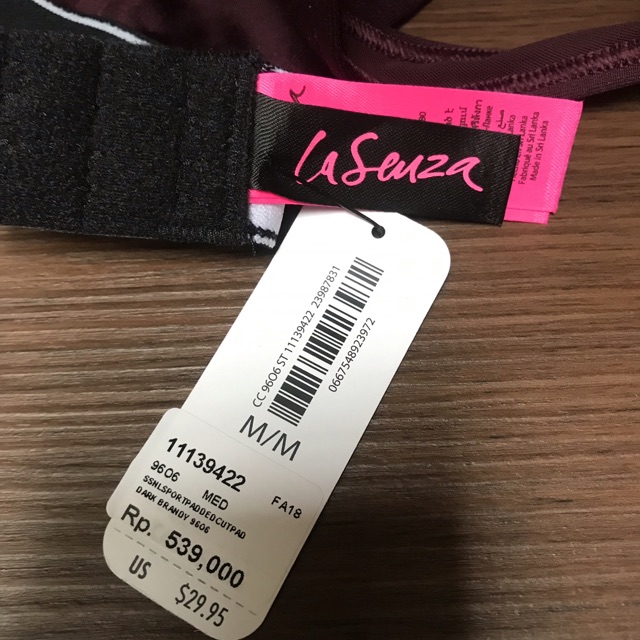 la Senza
Fabriqué au Sri Lanka
Made in Sri Lanka
CC 9606 ST 11139422 23987831
0667548923972
M/M
11139422
9606 MED FA18
SSNLSPORTPADDEDCUTPAD
DARK BRANDY 9606
Rp. 539,000
US $29.95